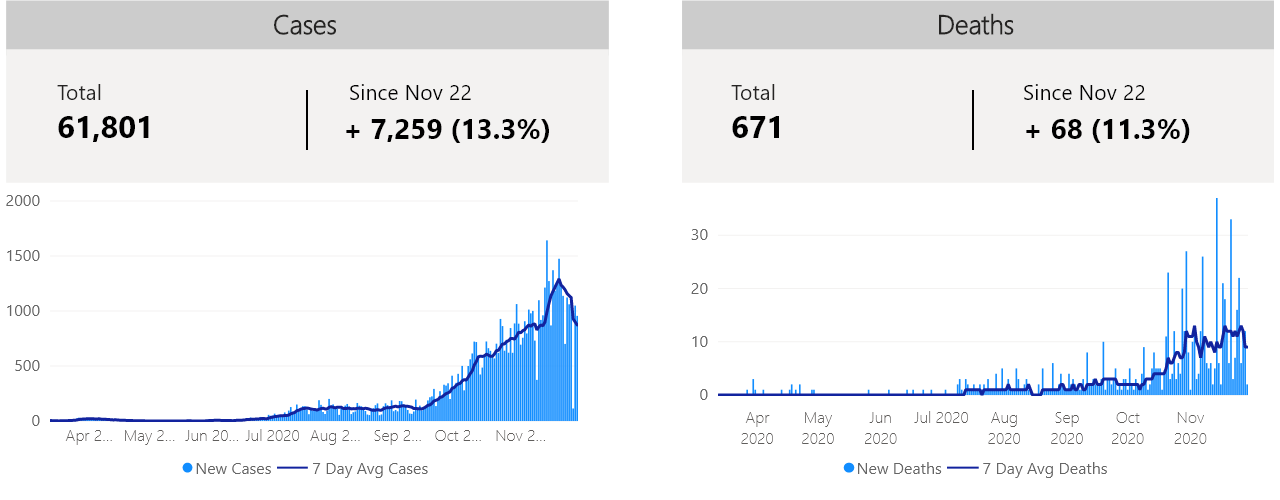 Cases
Total
Since Nov 22
61,801
+ 7,259 (13.3%)
2000
1500
1000
500
0
Apr 2... May 2... Jun 20... Jul 2020 Aug 2... Sep 2... Oct 2... Nov 2...
New Cases 7 Day Avg Cases
Deaths
Total
Since Nov 22
671
+ 68 (11.3%)
30
20
10
0
Apr 2020 May 2020 Jun 2020 Jul 2020 Aug 2020 Sep 2020 Oct 2020 Nov 2020
New Deaths 7 Day Avg Deaths